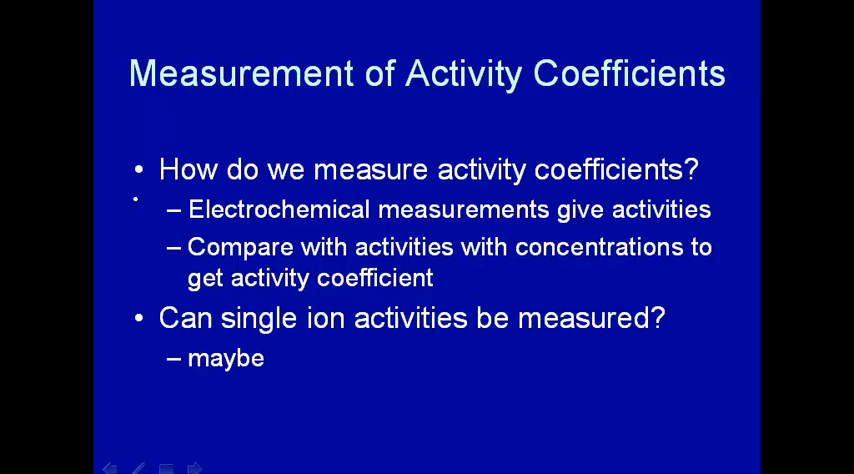 Measurement of Activity Coefficients
• How do we measure activity coefficients?
– Electrochemical measurements give activities
– Compare with activities with concentrations to
get activity coefficient
• Can single ion activities be measured?
– maybe